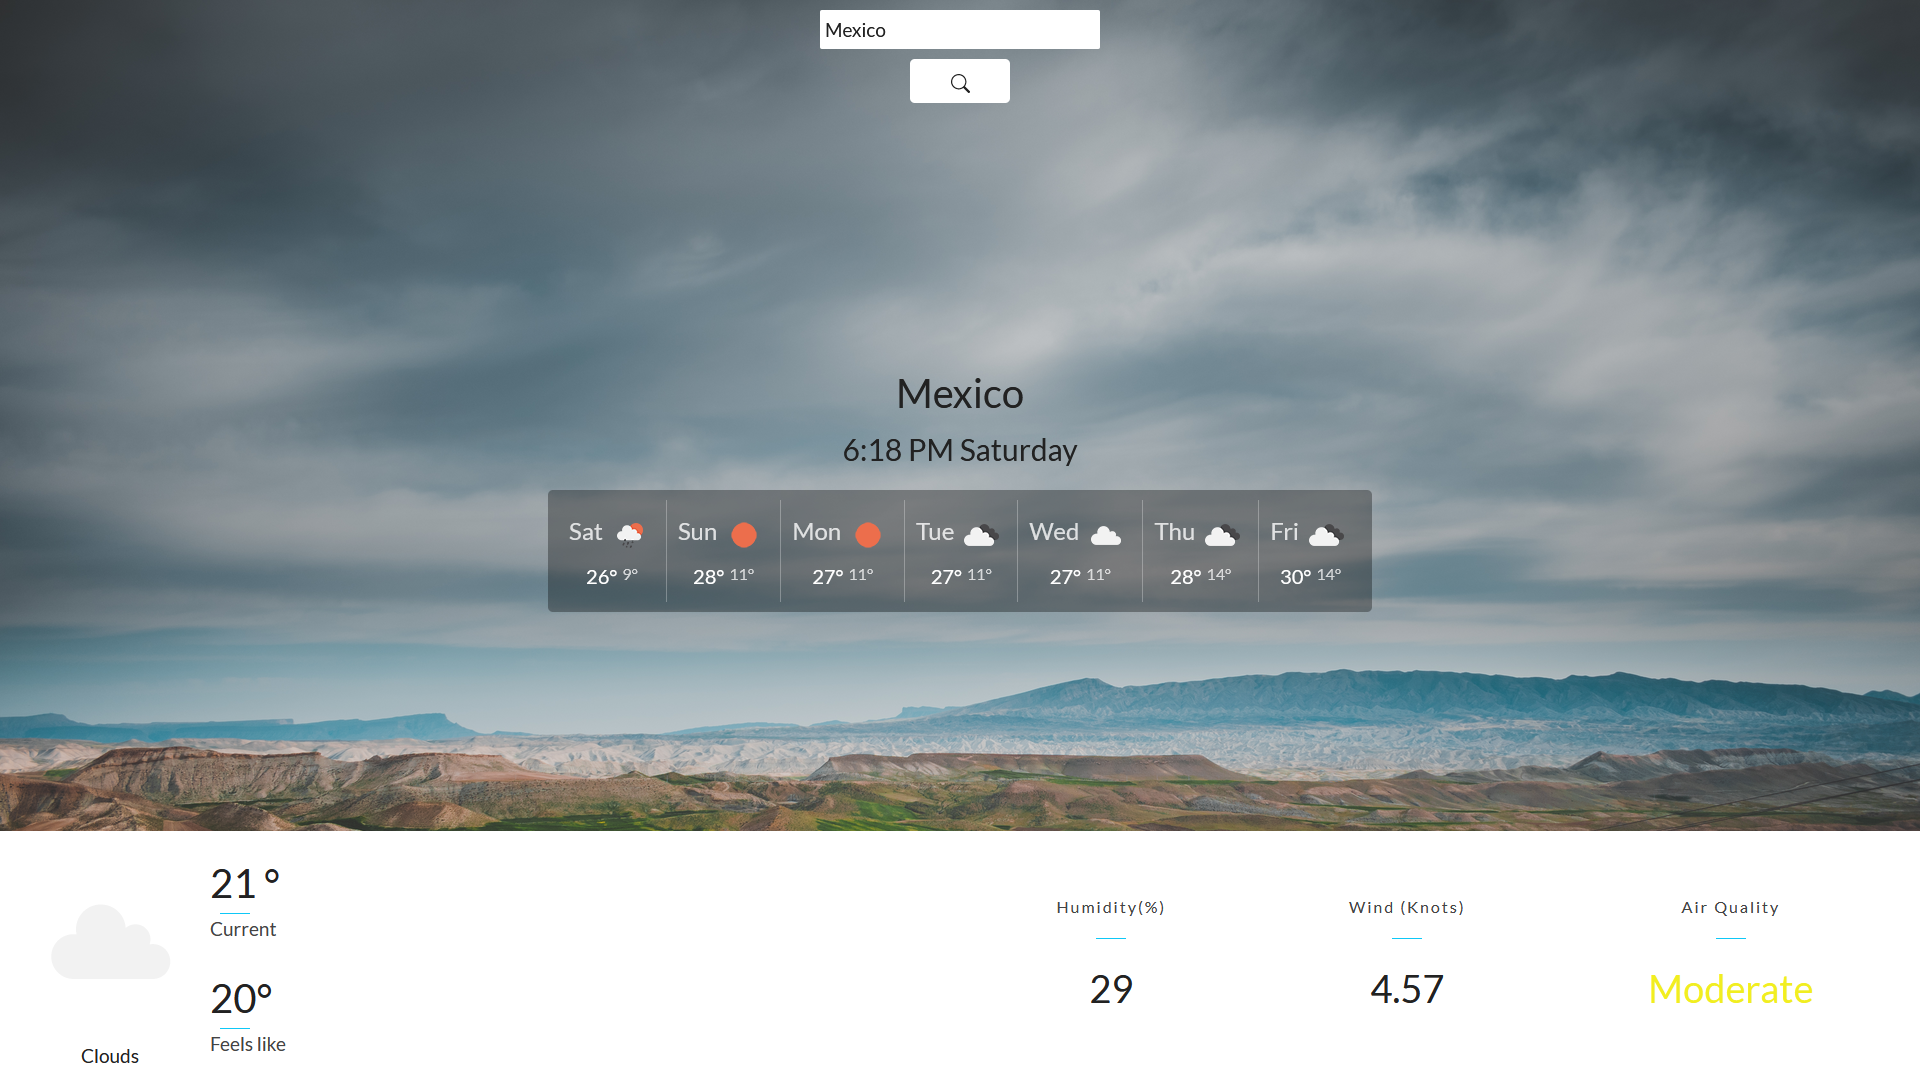 Mexico
Mexico
6:18 PM Saturday
Sat Sun Mon Tue Wed Thu Fri
26° 9° 28° 11° 27° 11° 27° 11° 27° 11° 28° 14° 30° 14°
21 °
Current
20°
Feels like
Clouds
Humidity(%)
29
Wind (Knots)
4.57
Air Quality
Moderate